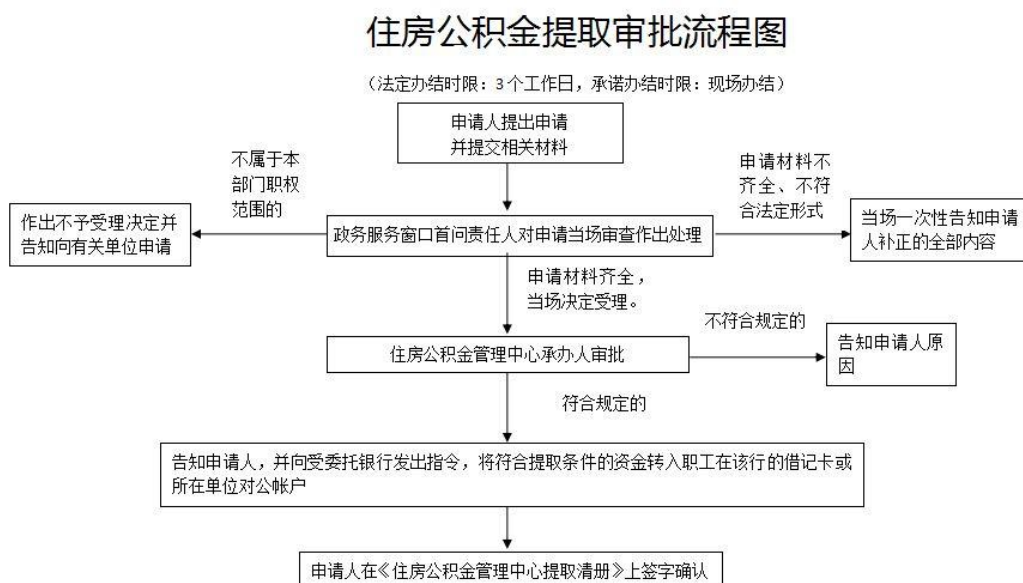 住房公积金提取审批流程图
（法定办结时限：3个工作日，承诺办结时限：现场办结）
申请人提出申请
并提交相关材料
不属于本
部门职权
范围的
申请材料不
齐全、不符
合法定形式
作出不予受理决定并
告知向有关单位申请
政务服务窗口首问责任人对申请当场审查作出处理
当场一次性告知申请
人补正的全部内容
申请材料齐全，
当场决定受理。
不符合规定的
住房公积金管理中心承办人审批
告知申请人原
因
符合规定的
告知申请人，并向受委托银行发出指令，将符合提取条件的资金转入职工在该行的借记卡或
所在单位对公帐户
申请人在《住房公积金管理中心提取清册》上签字确认